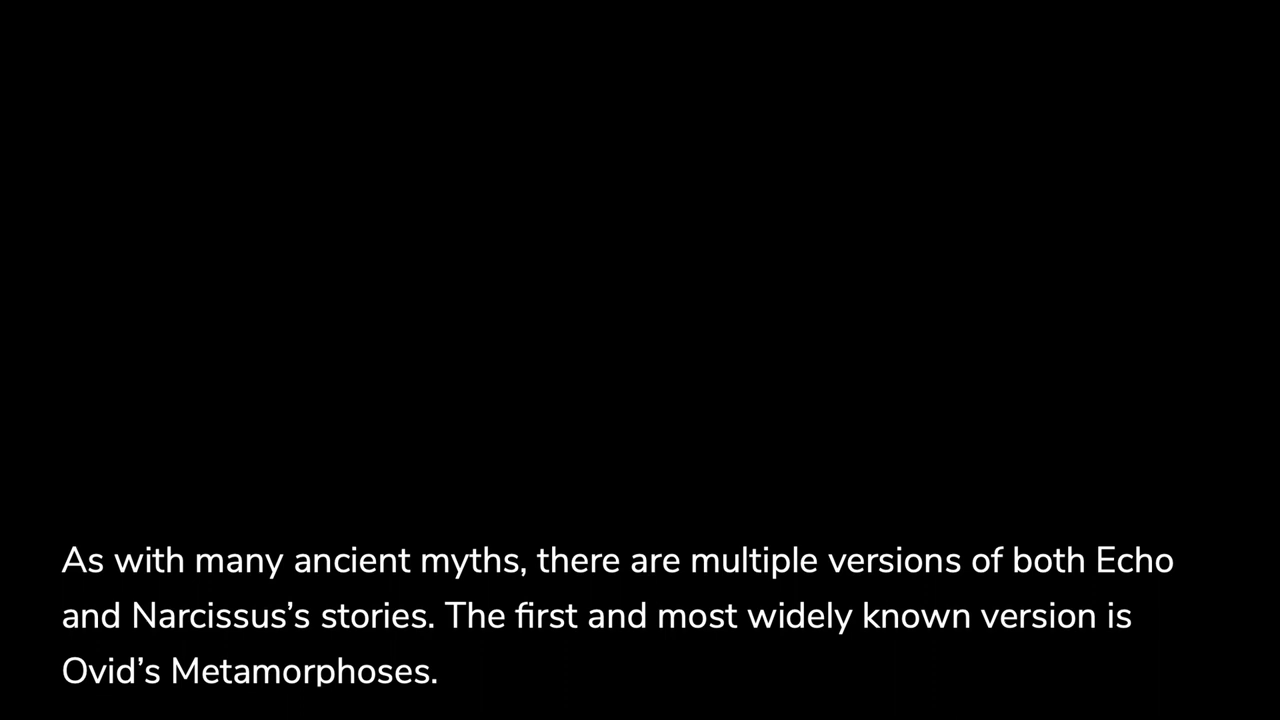 As with many ancient myths, there are multiple versions of both Echo
and Narcissus’s stories. The first and most widely known version is
Ovid’s Metamorphoses.